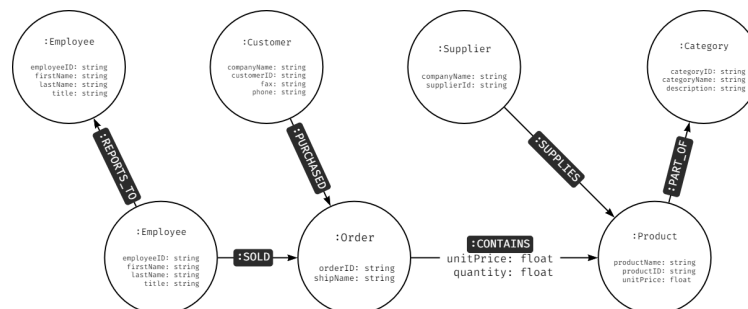 :Employee
employeeID: string
firstName: string
lastName: string
title: string
:Customer
companyName: string
customerID: string
fax: string
phone: string
:Supplier
companyName: string
supplierId: string
:Category
categoryID: string
categoryName: string
description: string
:REPORTS_TO
:PURCHASED
:SUPPLIES
:PART_OF
:Employee
employeeID: string
firstName: string
lastName: string
title: string
:SOLD
:Order
orderID: string
shipName: string
:CONTAINS
unitPrice: float
quantity: float
:Product
productName: string
productID: string
unitPrice: float